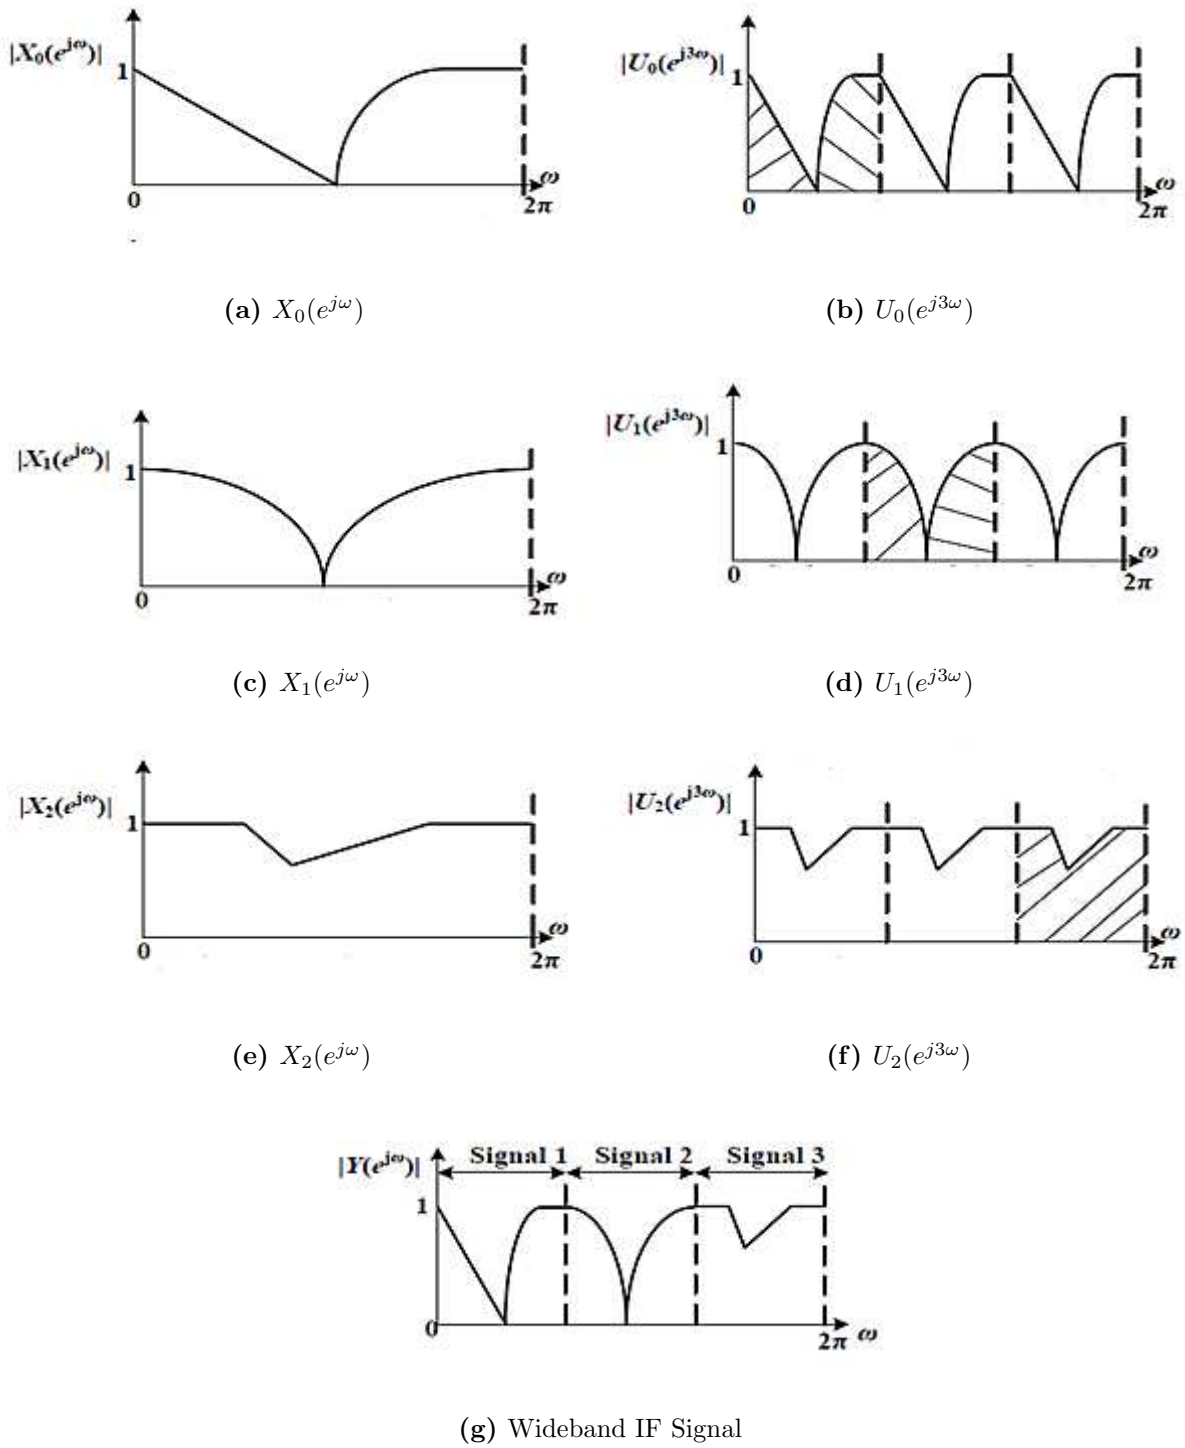 |X₀(e^{jω})|
1
0
ω
2π
(a) X₀(e^{jω})
|U₀(e^{j3ω})|
1
0
ω
2π
(b) U₀(e^{j3ω})
|X₁(e^{jω})|
1
0
ω
2π
(c) X₁(e^{jω})
|U₁(e^{j3ω})|
1
0
ω
2π
(d) U₁(e^{j3ω})
|X₂(e^{jω})|
1
0
ω
2π
(e) X₂(e^{jω})
|U₂(e^{j3ω})|
1
0
ω
2π
(f) U₂(e^{j3ω})
|Y(e^{jω})|
Signal 1 Signal 2 Signal 3
1
0
2π ω
(g) Wideband IF Signal